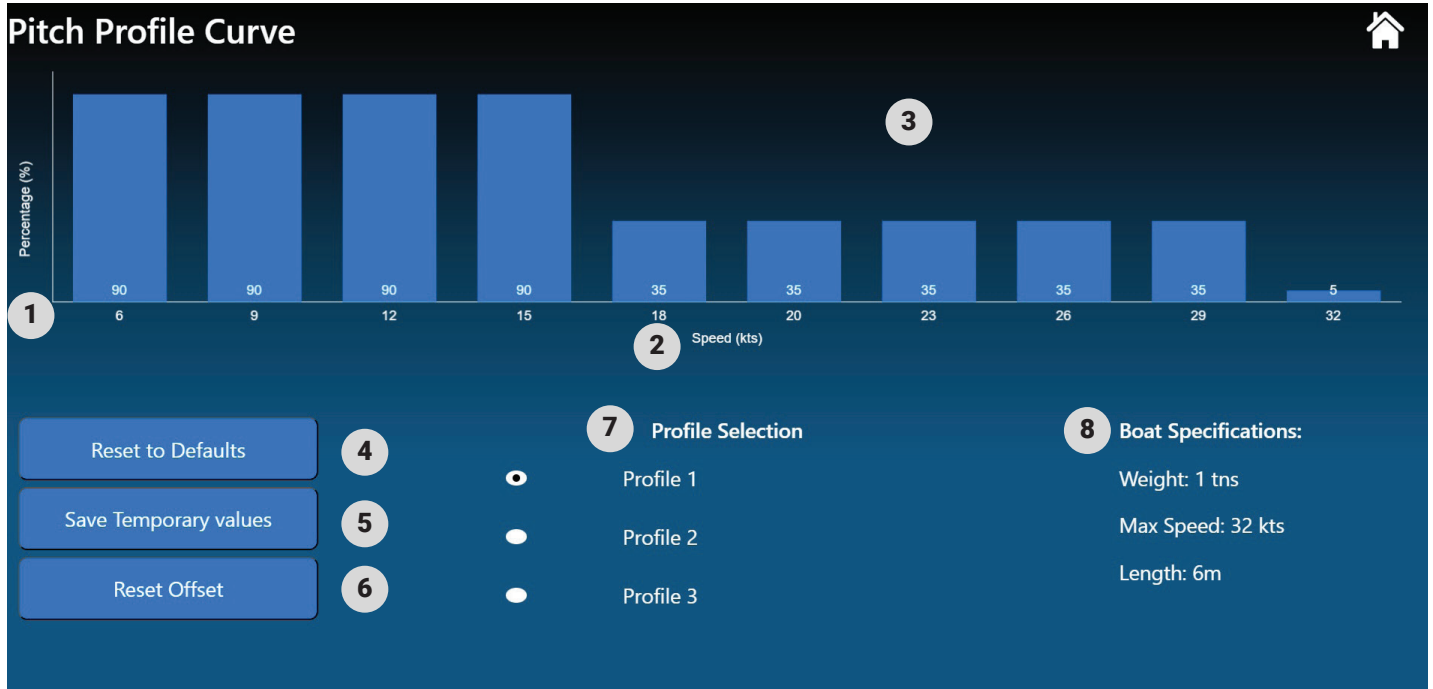 Pitch Profile Curve
Percentage (%)
3
90 90 90 90 35 35 35 35 35 5
1
6 9 12 15 18 20 23 26 29 32
2 Speed (kts)
7 Profile Selection
8 Boat Specifications:
Reset to Defaults 4
Profile 1
Weight: 1 tns
Save Temporary values 5
Profile 2
Max Speed: 32 kts
Reset Offset 6
Profile 3
Length: 6m